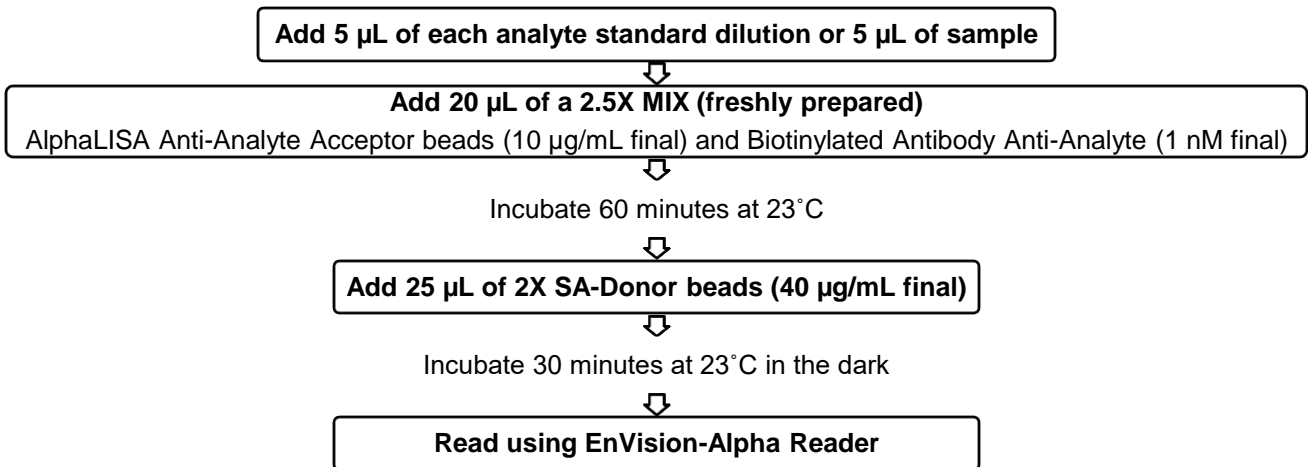 Add 5 µL of each analyte standard dilution or 5 µL of sample
Add 20 µL of a 2.5X MIX (freshly prepared)
AlphaLISA Anti-Analyte Acceptor beads (10 µg/mL final) and Biotinylated Antibody Anti-Analyte (1 nM final)
Incubate 60 minutes at 23˚C
Add 25 µL of 2X SA-Donor beads (40 µg/mL final)
Incubate 30 minutes at 23˚C in the dark
Read using EnVision-Alpha Reader